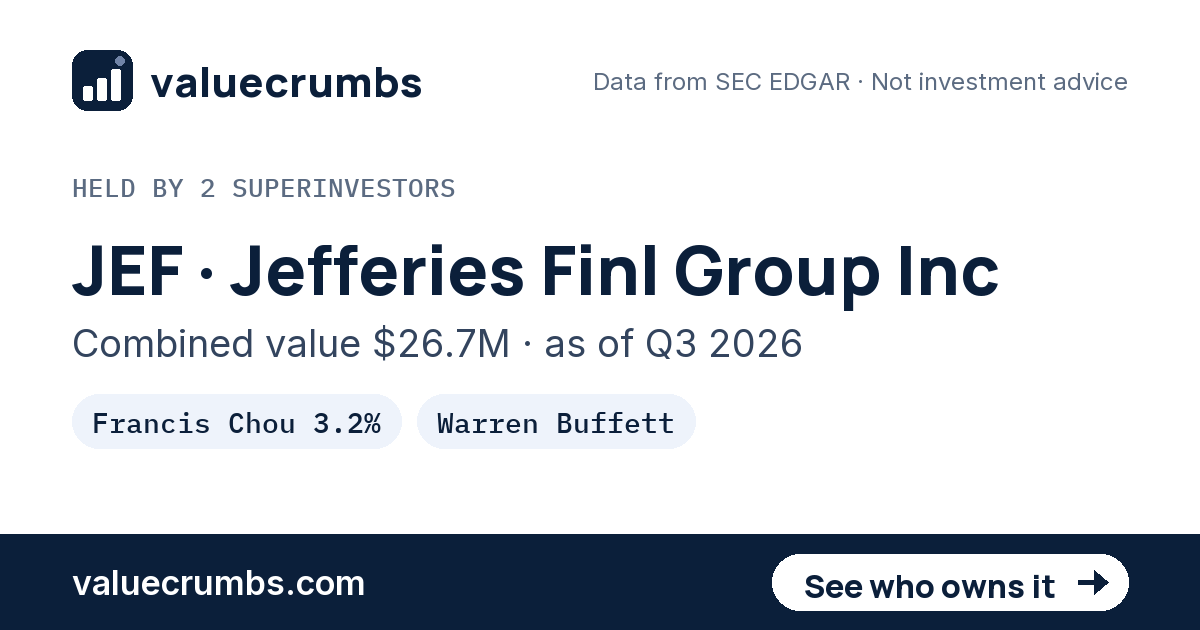 valuecrumbs
Data from SEC EDGAR · Not investment advice
HELD BY 2 SUPERINVESTORS
JEF · Jefferies Finl Group Inc
Combined value $26.7M · as of Q3 2026
Francis Chou 3.2%
Warren Buffett
valuecrumbs.com
See who owns it →